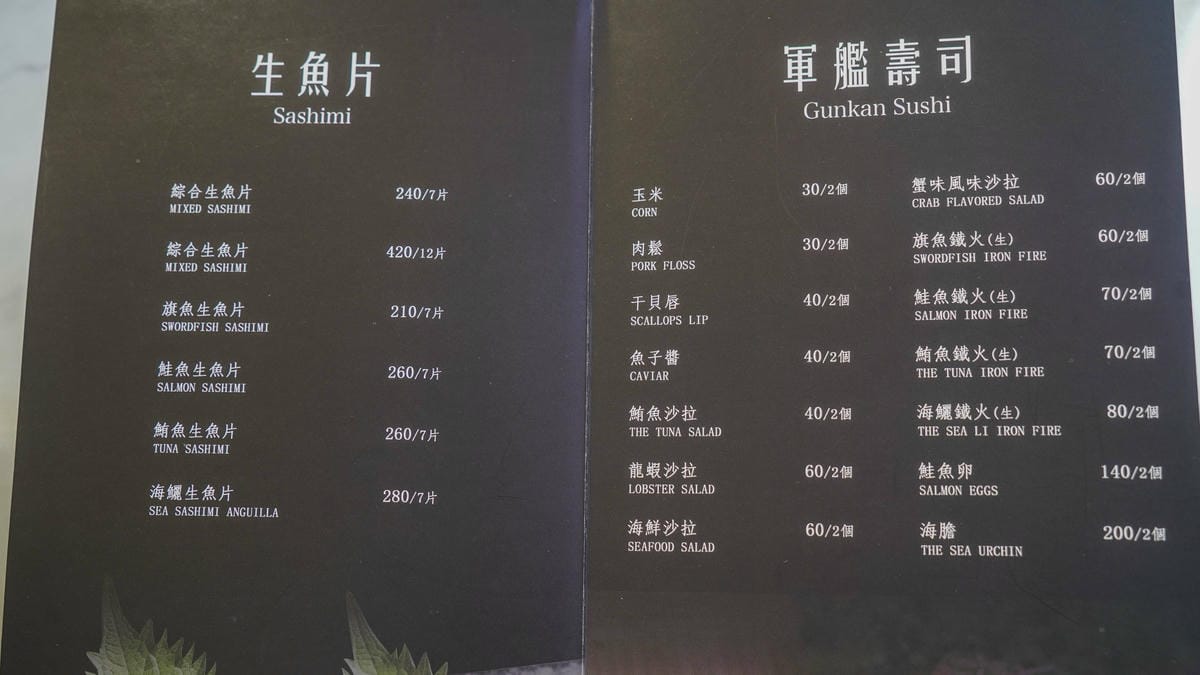 生魚片
Sashimi
綜合生魚片 240/7片
MIXED SASHIMI
綜合生魚片 420/12片
MIXED SASHIMI
旗魚生魚片 210/7片
SWORDFISH SASHIMI
鮭魚生魚片 260/7片
SALMON SASHIMI
鮪魚生魚片 260/7片
TUNA SASHIMI
海鱺生魚片 280/7片
SEA SASHIMI ANGUILLA
軍艦壽司
Gunkan Sushi
玉米 30/2個
CORN
肉鬆 30/2個
PORK FLOSS
干貝唇 40/2個
SCALLOPS LIP
魚子醬 40/2個
CAVIAR
鮪魚沙拉 40/2個
THE TUNA SALAD
龍蝦沙拉 60/2個
LOBSTER SALAD
海鮮沙拉 60/2個
SEAFOOD SALAD
蟹味風味沙拉 60/2個
CRAB FLAVORED SALAD
旗魚鐵火(生) 60/2個
SWORDFISH IRON FIRE
鮭魚鐵火(生) 70/2個
SALMON IRON FIRE
鮪魚鐵火(生) 70/2個
THE TUNA IRON FIRE
海鱺鐵火(生) 80/2個
THE SEA LI IRON FIRE
鮭魚卵 140/2個
SALMON EGGS
海膽 200/2個
THE SEA URCHIN